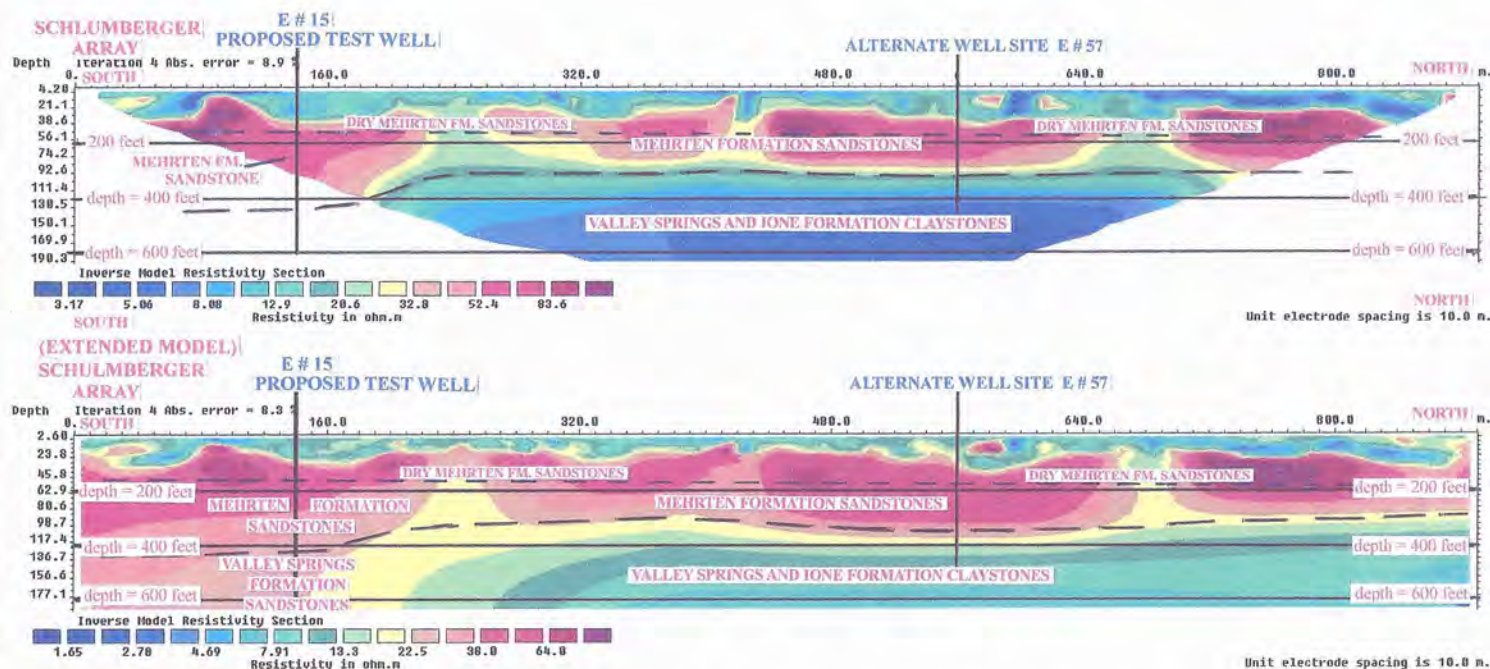 SCHLUMBERGER
ARRAY
E # 15
PROPOSED TEST WELL
ALTERNATE WELL SITE E # 57
Depth Iteration 4 Abs. error = 8.9 %
0. SOUTH 160.0 320.0 480.0 640.0 800.0 NORTH m.
4.20
21.1
38.6
56.1
74.2
92.6
111.4
130.5
150.1
169.9
190.3
DRY MEHRTEN FM. SANDSTONES
DRY MEHRTEN FM. SANDSTONES
200 feet
MEHRTEN FORMATION SANDSTONES
200 feet
MEHRTEN FM.
SANDSTONE
depth = 400 feet
depth = 400 feet
VALLEY SPRINGS AND IONE FORMATION CLAYSTONES
depth = 600 feet
depth = 600 feet
Inverse Model Resistivity Section
3.17 5.06 8.08 12.9 20.6 32.8 52.4 83.6
Resistivity in ohm.m
SOUTH
NORTH
Unit electrode spacing is 10.0 m.
(EXTENDED MODEL)
SCHULMBERGER
ARRAY
E # 15
PROPOSED TEST WELL
ALTERNATE WELL SITE E # 57
Depth Iteration 4 Abs. error = 8.3 %
0. SOUTH 160.0 320.0 480.0 640.0 800.0 NORTH m.
2.60
23.8
45.8
62.9
80.6
98.7
117.4
136.7
156.6
177.1
DRY MEHRTEN FM. SANDSTONES
DRY MEHRTEN FM. SANDSTONES
depth = 200 feet
depth = 200 feet
MEHRTEN FORMATION
SANDSTONES
MEHRTEN FORMATION SANDSTONES
depth = 400 feet
depth = 400 feet
VALLEY SPRINGS
FORMATION
SANDSTONES
VALLEY SPRINGS AND IONE FORMATION CLAYSTONES
depth = 600 feet
depth = 600 feet
Inverse Model Resistivity Section
1.65 2.78 4.69 7.91 13.3 22.5 38.0 64.0
Resistivity in ohm.m
Unit electrode spacing is 10.0 m.